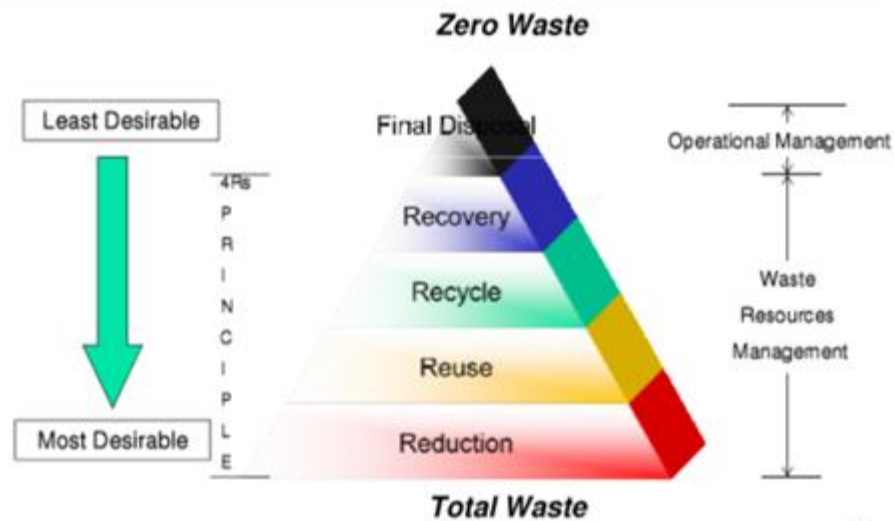 Zero Waste
Least Desirable
Final Disposal
Operational Management
4Rs
P
R
I
N
C
I
P
L
E
Recovery
Recycle
Reuse
Reduction
Waste
Resources
Management
Most Desirable
Total Waste